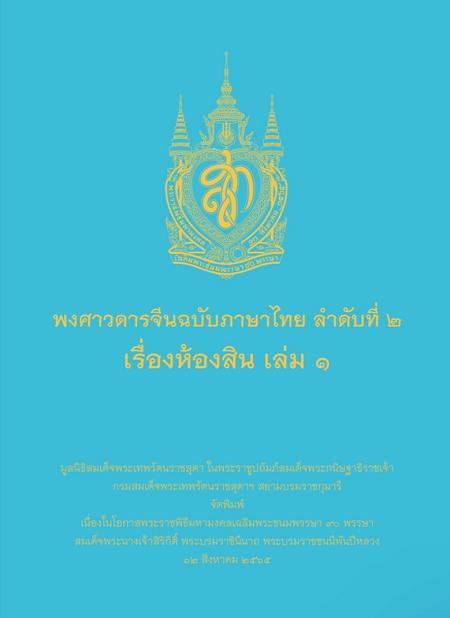 ส
พงศาวดารจีนฉบับภาษาไทย ลำดับที่ ๒
เรื่องห้องสิน เล่ม ๑
มูลนิธิสมเด็จพระเทพรัตนราชสุดา ในพระราชูปถัมภ์สมเด็จพระกนิษฐาธิราชเจ้า
กรมสมเด็จพระเทพรัตนราชสุดาฯ สยามบรมราชกุมารี
จัดพิมพ์
เนื่องในโอกาสพระราชพิธีมหามงคลเฉลิมพระชนมพรรษา ๙๐ พรรษา
สมเด็จพระนางเจ้าสิริกิติ์ พระบรมราชินีนาถ พระบรมราชชนนีพันปีหลวง
๑๒ สิงหาคม ๒๕๖๕